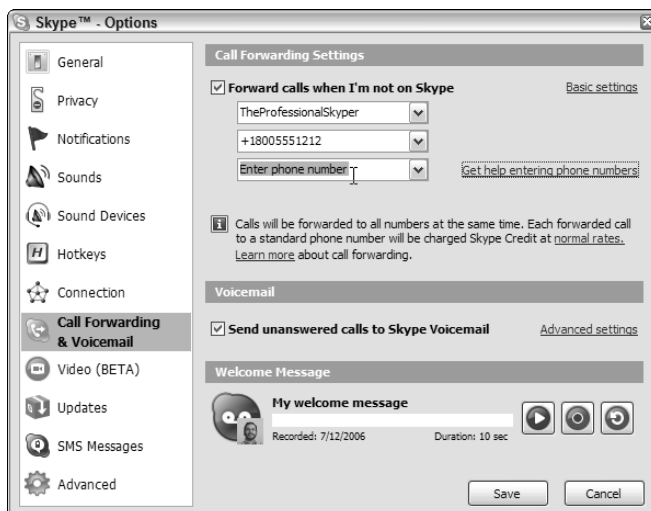 Skype™ - Options
General
Privacy
Notifications
Sounds
Sound Devices
Hotkeys
Connection
Call Forwarding
& Voicemail
Video (BETA)
Updates
SMS Messages
Advanced
Call Forwarding Settings
Forward calls when I'm not on Skype
Basic settings
TheProfessionalSkyper
+18005551212
Enter phone number
Get help entering phone numbers
Calls will be forwarded to all numbers at the same time. Each forwarded call
to a standard phone number will be charged Skype Credit at normal rates.
Learn more about call forwarding.
Voicemail
Send unanswered calls to Skype Voicemail
Advanced settings
Welcome Message
My welcome message
Recorded: 7/12/2006
Duration: 10 sec
Save
Cancel